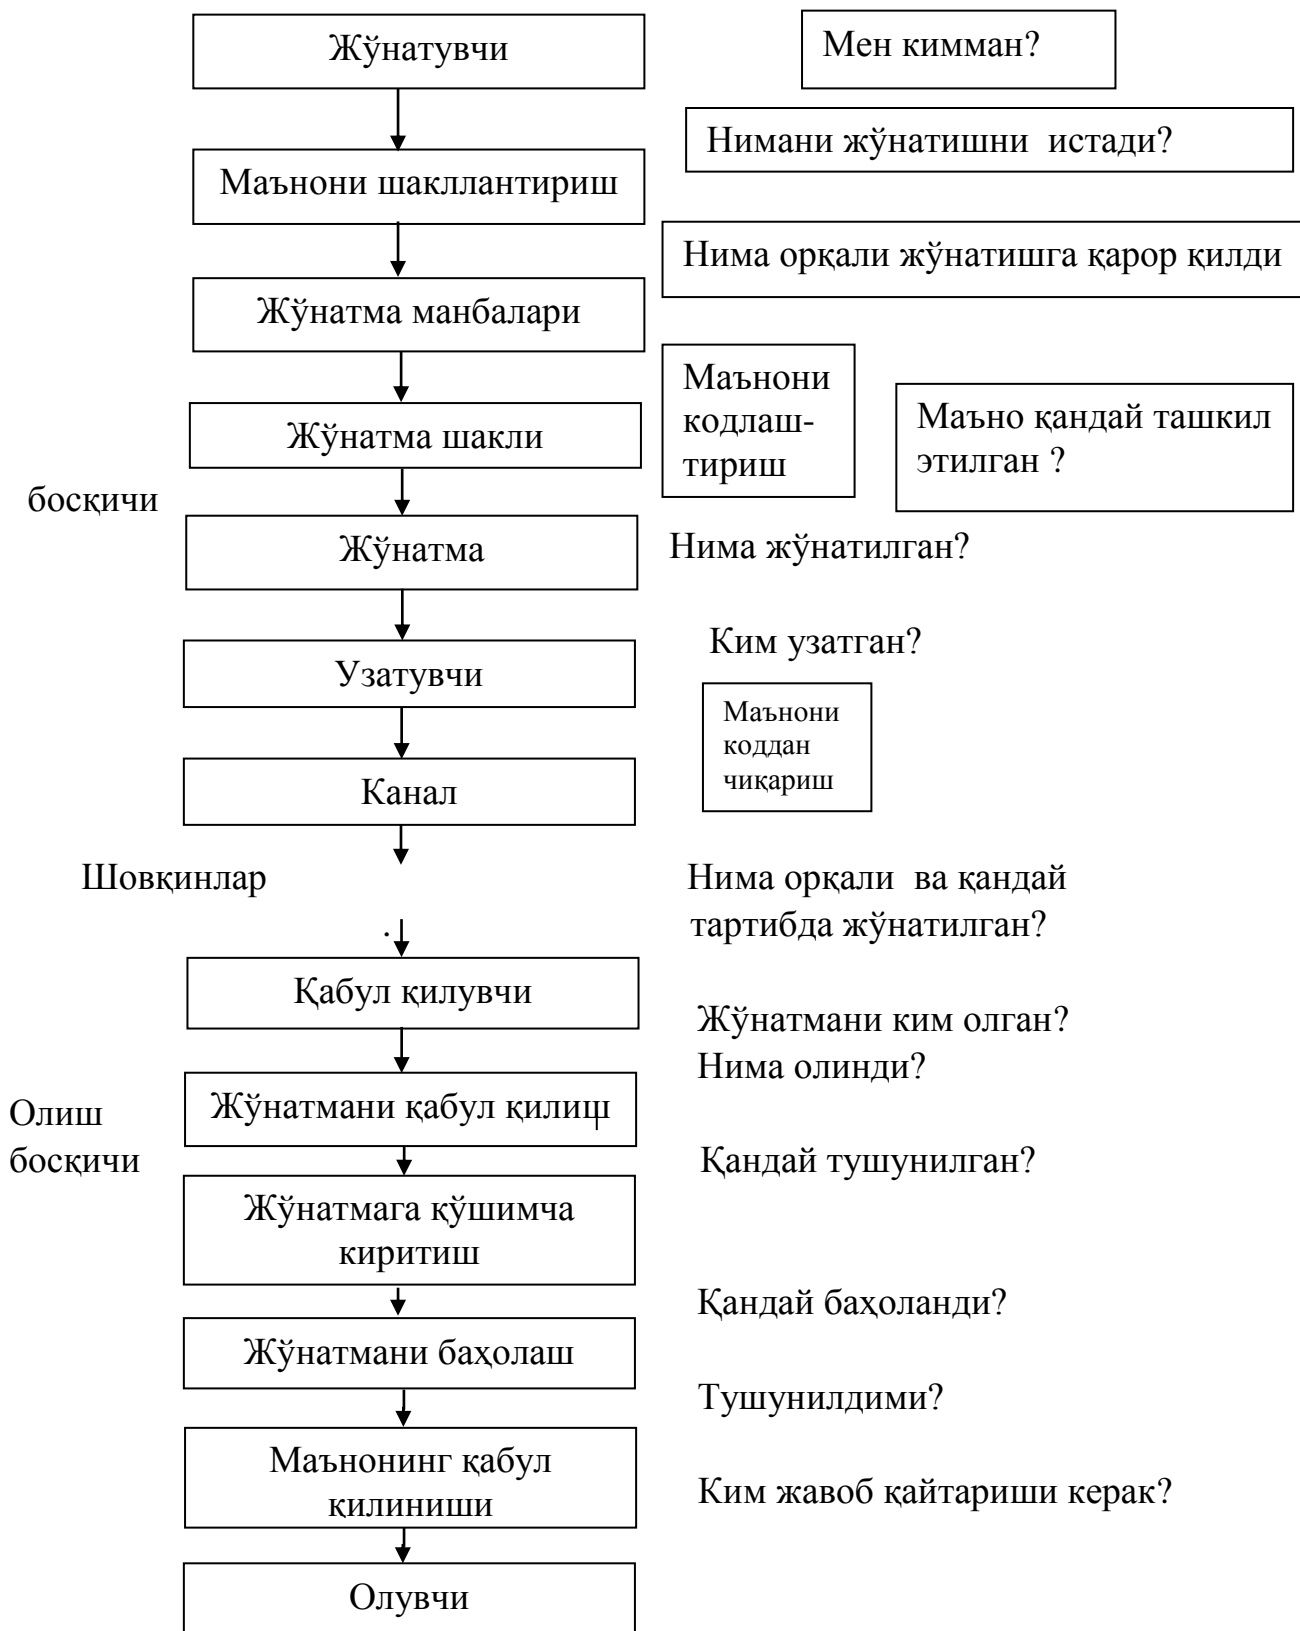 Жўнатувчи
Мен кимман?
Нимани жўнатишни истади?
Маънони шакллантириш
Нима орқали жўнатишга қарор қилди
Жўнатма манбалари
Маънони
кодлаш-
тириш
Маъно қандай ташкил
этилган ?
Жўнатма шакли
босқичи
Жўнатма
Нима жўнатилган?
Ким узатган?
Узатувчи
Маънони
коддан
чиқариш
Канал
Шовқинлар
Нима орқали ва қандай
тартибда жўнатилган?
.
Қабул қилувчи
Жўнатмани ким олган?
Нима олинди?
Жўнатмани қабул қилиш
Олиш
босқичи
Қандай тушунилган?
Жўнатмага қўшимча
киритиш
Қандай баҳоланди?
Жўнатмани баҳолаш
Тушунилдими?
Маънонинг қабул
қилиниши
Ким жавоб қайтариши керак?
Олувчи